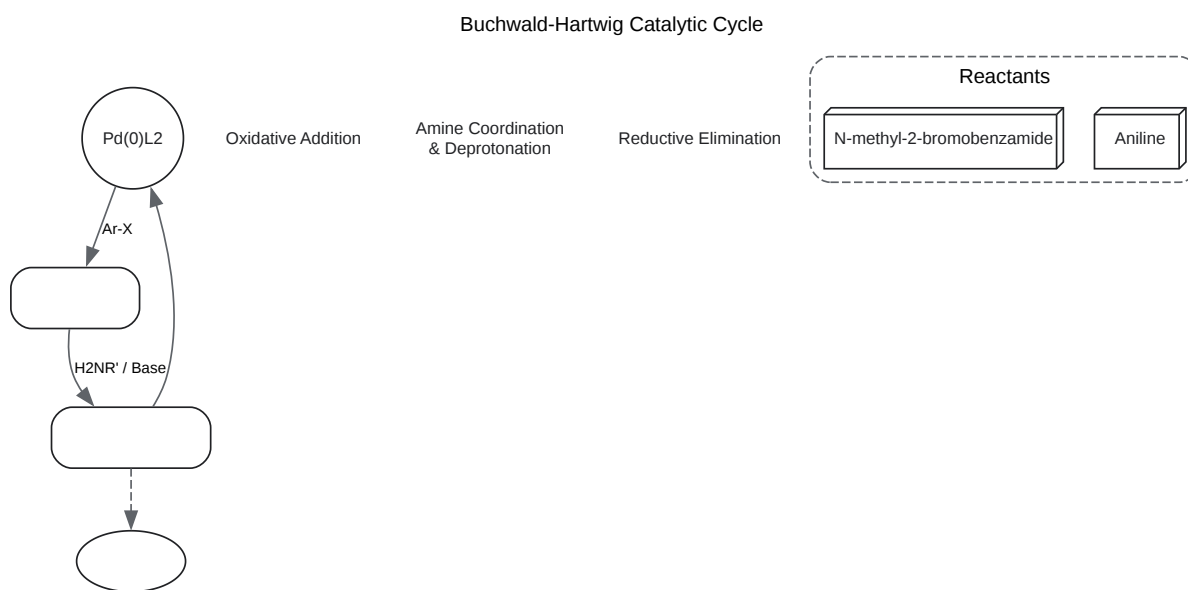 Buchwald-Hartwig Catalytic Cycle
Reactants
Pd(0)L2
Oxidative Addition
Amine Coordination
& Deprotonation
Reductive Elimination
N-methyl-2-bromobenzamide
Aniline
Ar-X
H2NR' / Base